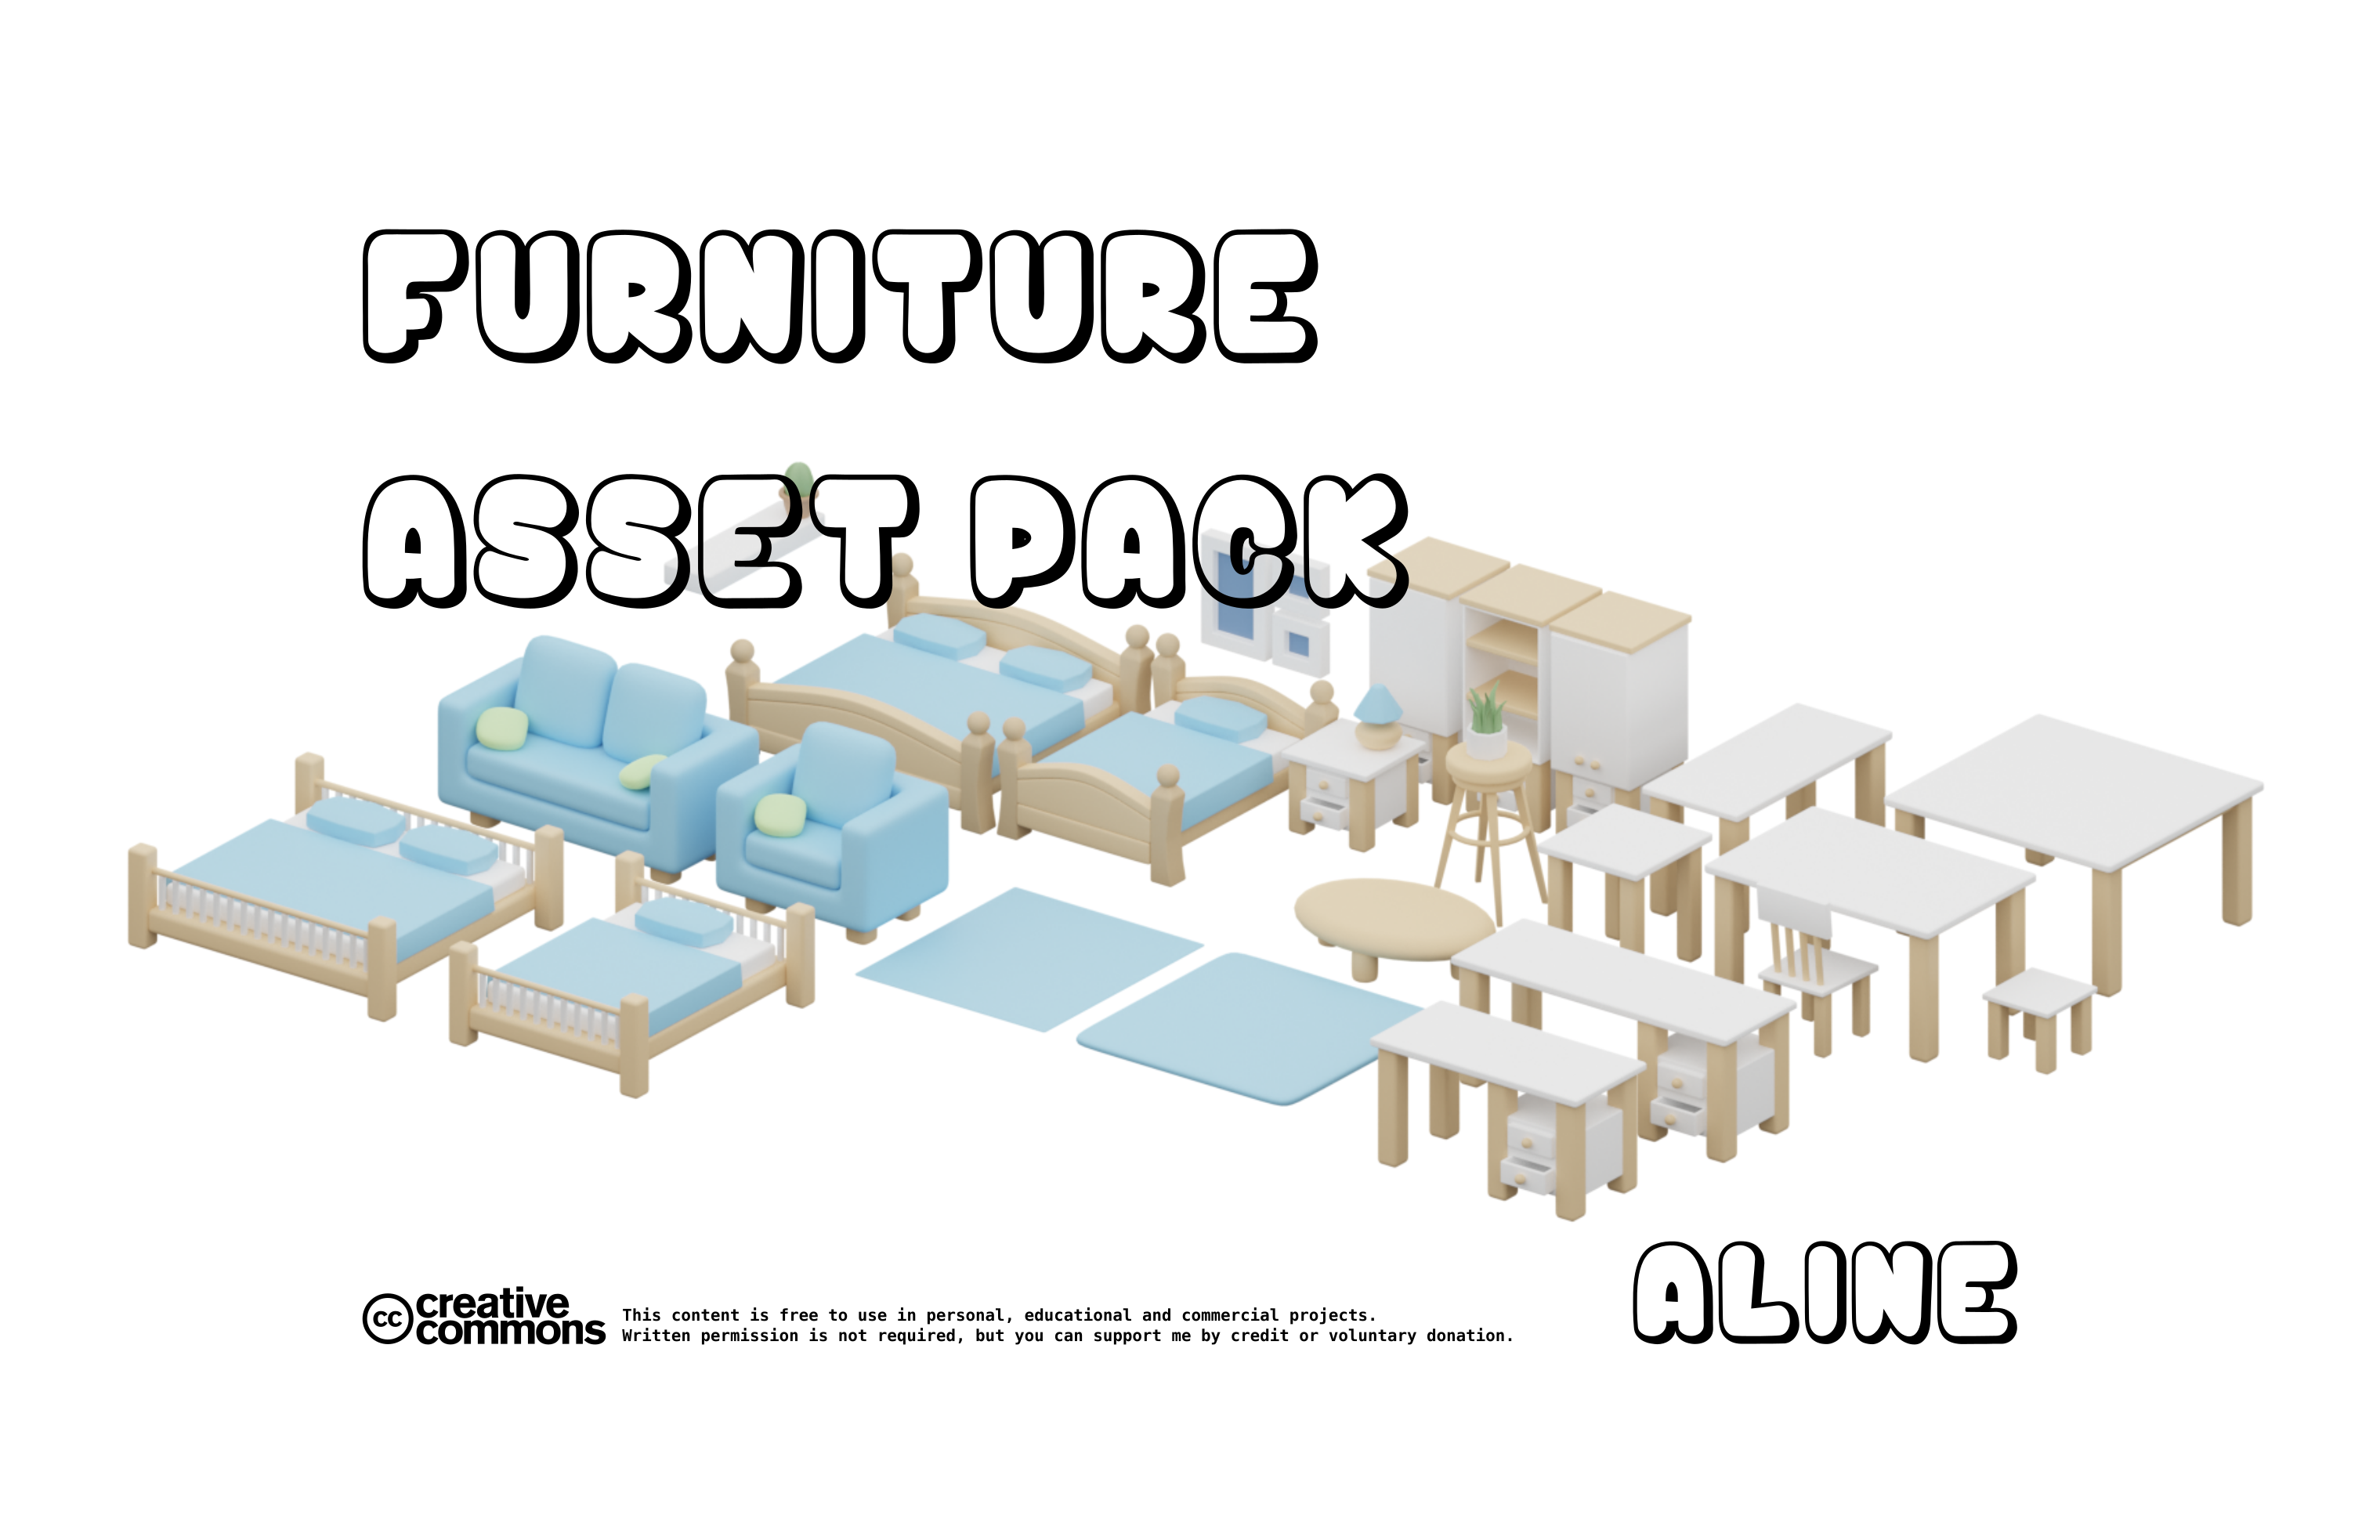 FURNITURE
ASSET PACK
cc creative
commons
This content is free to use in personal, educational and commercial projects.
Written permission is not required, but you can support me by credit or voluntary donation.
ALINE